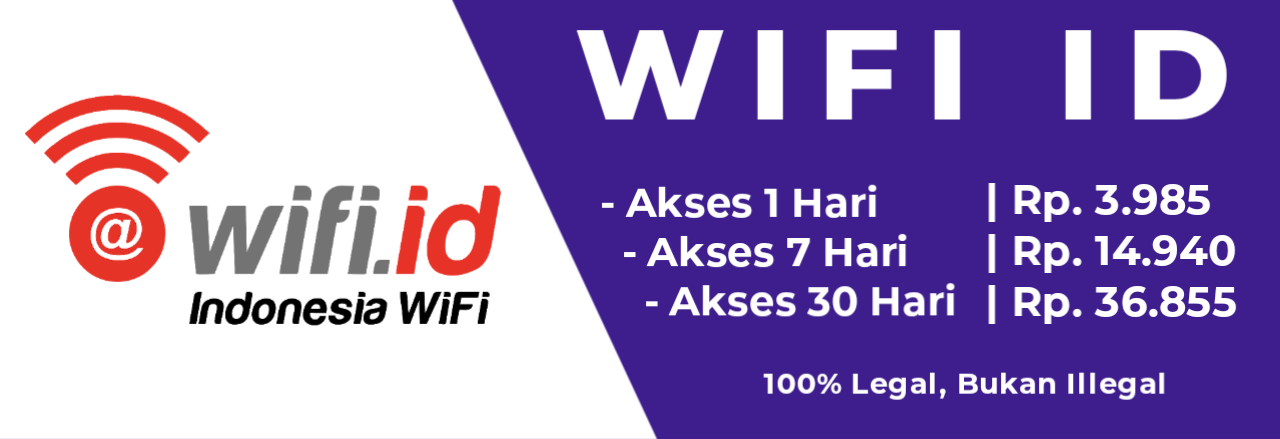 @ wifi.id
Indonesia WiFi
WIFI ID
- Akses 1 Hari | Rp. 3.985
- Akses 7 Hari | Rp. 14.940
- Akses 30 Hari | Rp. 36.855
100% Legal, Bukan Illegal